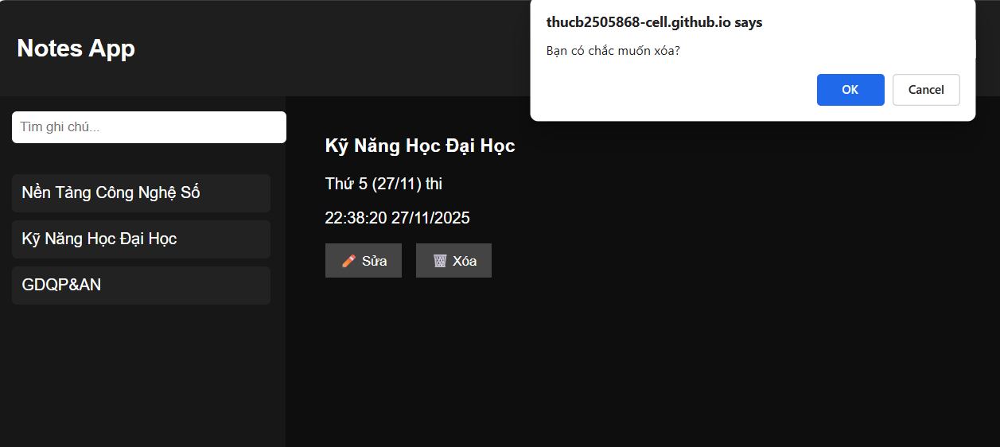 Notes App
thucb2505868-cell.github.io says
Bạn có chắc muốn xóa?
OK
Cancel
Tìm ghi chú...
Nền Tảng Công Nghệ Số
Kỹ Năng Học Đại Học
GDQP&AN
Kỹ Năng Học Đại Học
Thứ 5 (27/11) thi
22:38:20 27/11/2025
Sửa
Xóa